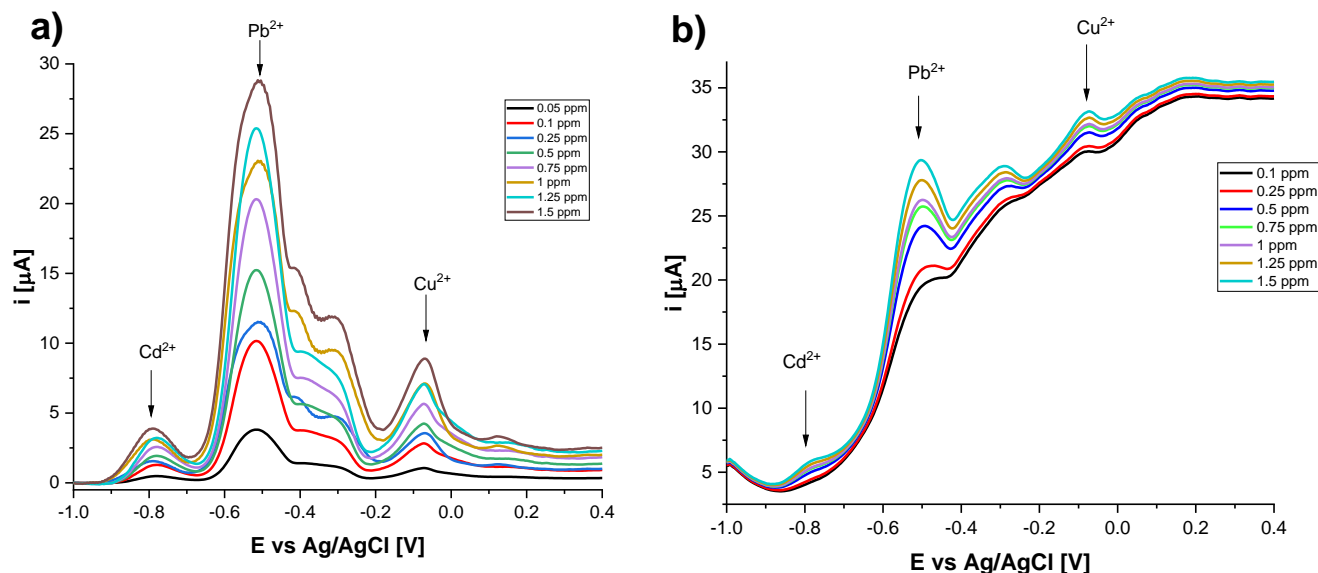 a)
Pb²⁺
Cd²⁺
Cu²⁺
0.05 ppm
0.1 ppm
0.25 ppm
0.5 ppm
0.75 ppm
1 ppm
1.25 ppm
1.5 ppm
i [µA]
30
25
20
15
10
5
0
-1.0 -0.8 -0.6 -0.4 -0.2 0.0 0.2 0.4
E vs Ag/AgCl [V]
b)
Cu²⁺
Pb²⁺
Cd²⁺
0.1 ppm
0.25 ppm
0.5 ppm
0.75 ppm
1 ppm
1.25 ppm
1.5 ppm
i [µA]
35
30
25
20
15
10
5
-1.0 -0.8 -0.6 -0.4 -0.2 0.0 0.2 0.4
E vs Ag/AgCl [V]